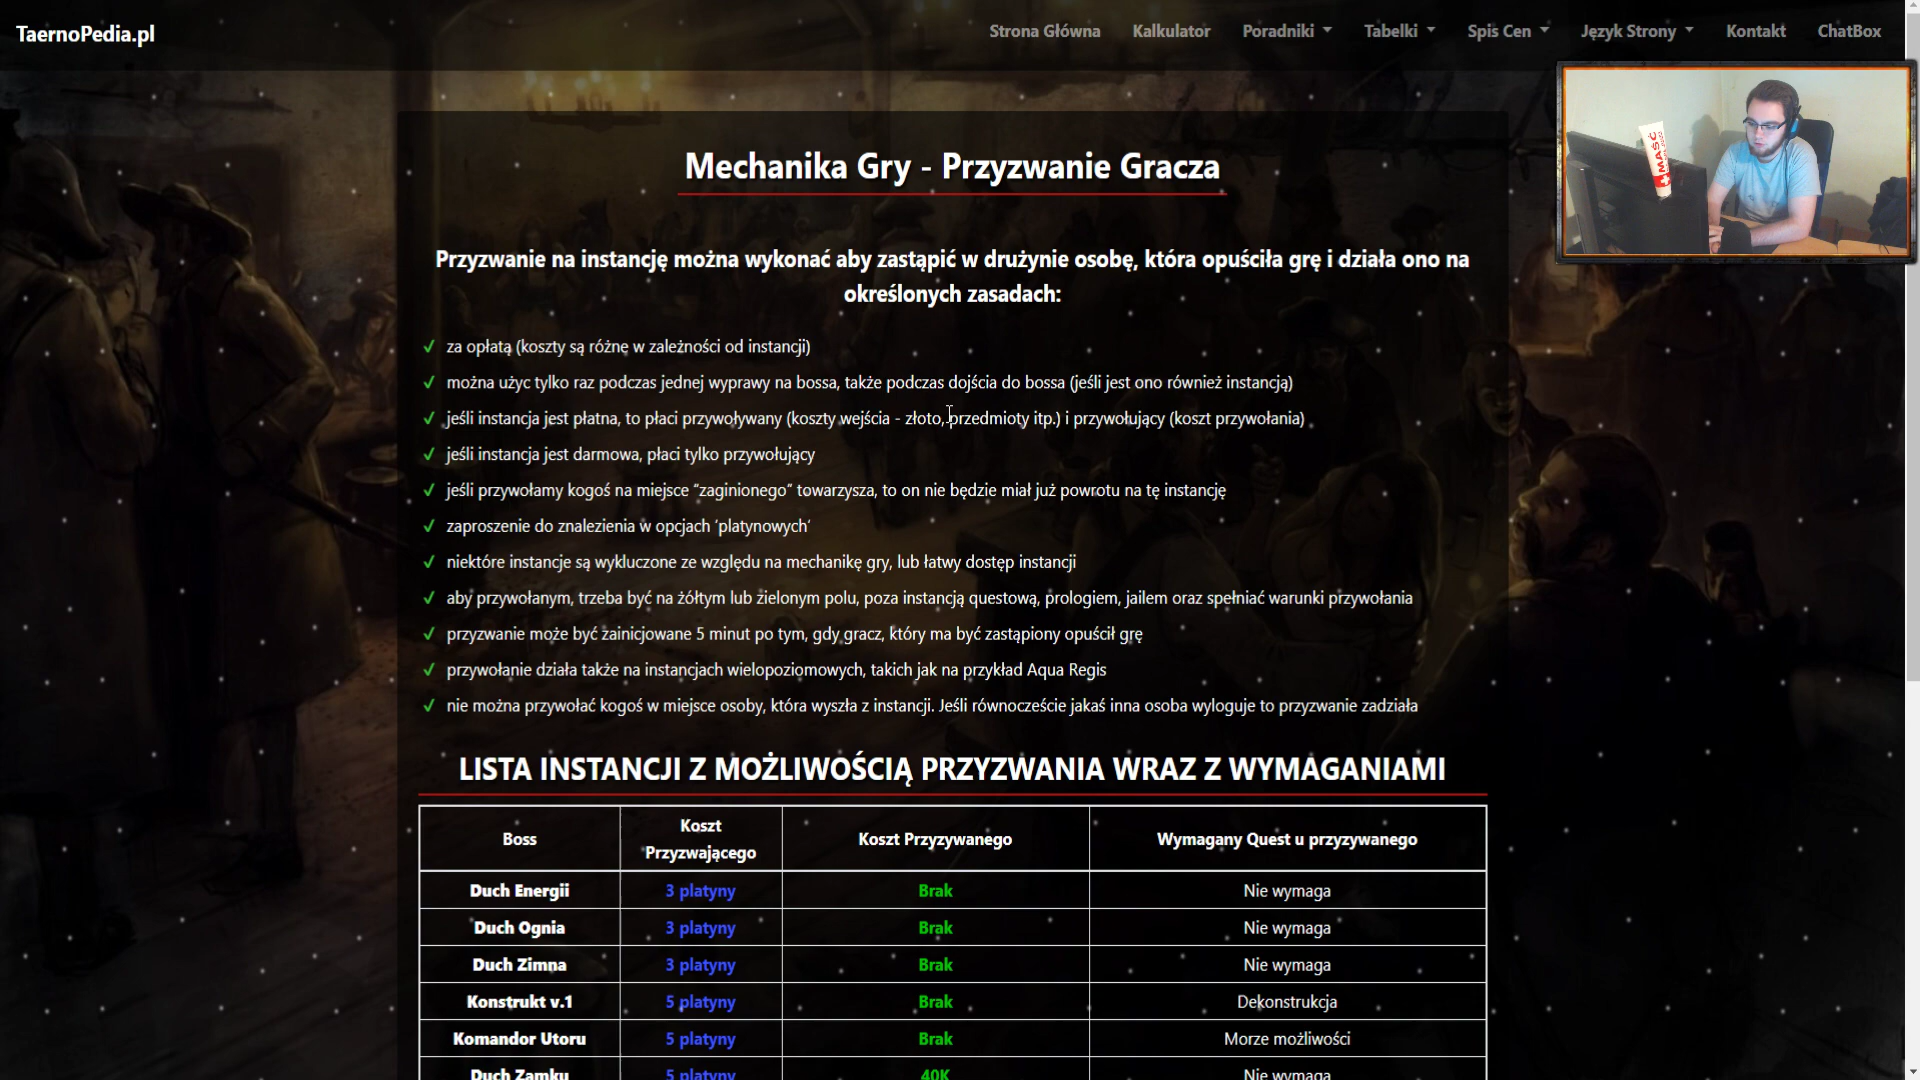 TaernoPedia.pl
Strona Główna Kalkulator Poradniki Tabelki Spis Cen Język Strony Kontakt ChatBox
MAŚĆ
Mechanika Gry - Przyzwanie Gracza
Przyzwanie na instancję można wykonać aby zastąpić w drużynie osobę, która opuściła grę i działa ono na
określonych zasadach:
za opłatą (koszty są różne w zależności od instancji)
można użyc tylko raz podczas jednej wyprawy na bossa, także podczas dojścia do bossa (jeśli jest ono również instancją)
jeśli instancja jest płatna, to płaci przywoływany (koszty wejścia - złoto, przedmioty itp.) i przywołujący (koszt przywołania)
jeśli instancja jest darmowa, płaci tylko przywołujący
jeśli przywołamy kogoś na miejsce “zaginionego” towarzysza, to on nie będzie miał już powrotu na tę instancję
zaproszenie do znalezienia w opcjach ‘platynowych’
niektóre instancje są wykluczone ze względu na mechanikę gry, lub łatwy dostęp instancji
aby przywołanym, trzeba być na żółtym lub zielonym polu, poza instancją questową, prologiem, jailem oraz spełniać warunki przywołania
przyzwanie może być zainicjowane 5 minut po tym, gdy gracz, który ma być zastąpiony opuścił grę
przywołanie działa także na instancjach wielopoziomowych, takich jak na przykład Aqua Regis
nie można przywołać kogoś w miejsce osoby, która wyszła z instancji. Jeśli równoczeście jakaś inna osoba wyloguje to przyzwanie zadziała
LISTA INSTANCJI Z MOŻLIWOŚCIĄ PRZYZWANIA WRAZ Z WYMAGANIAMI
Boss Koszt Przyzwającego Koszt Przyzywanego Wymagany Quest u przyzywanego
Duch Energii 3 platyny Brak Nie wymaga
Duch Ognia 3 platyny Brak Nie wymaga
Duch Zimna 3 platyny Brak Nie wymaga
Konstrukt v.1 5 platyny Brak Dekonstrukcja
Komandor Utoru 5 platyny Brak Morze możliwości
Duch Zamku 5 platyny 40K Nie wymaga